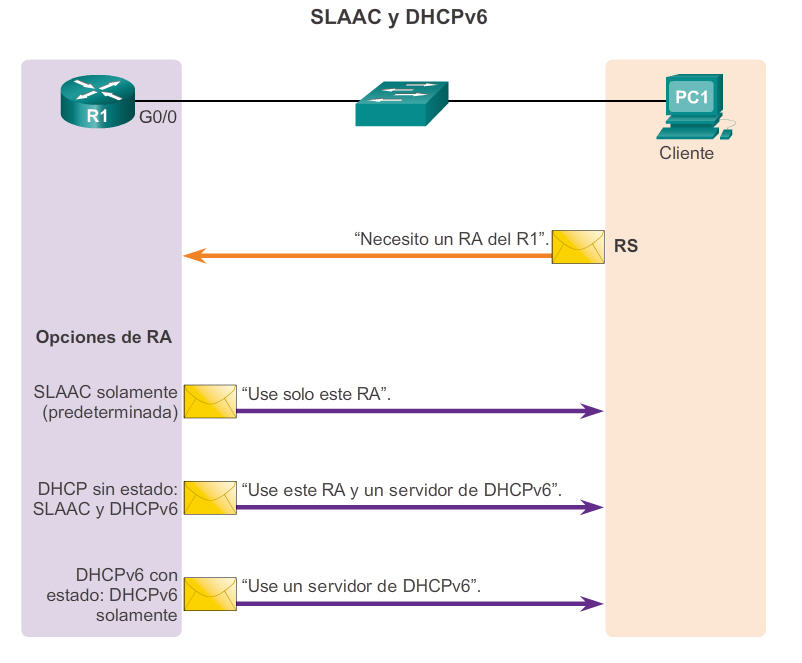 SLAAC y DHCPv6
R1
G0/0
PC1
Cliente
“Necesito un RA del R1”.
RS
Opciones de RA
SLAAC solamente
(predeterminada)
“Use solo este RA”.
DHCP sin estado:
SLAAC y DHCPv6
“Use este RA y un servidor de DHCPv6”.
DHCPv6 con
estado: DHCPv6
solamente
“Use un servidor de DHCPv6”.